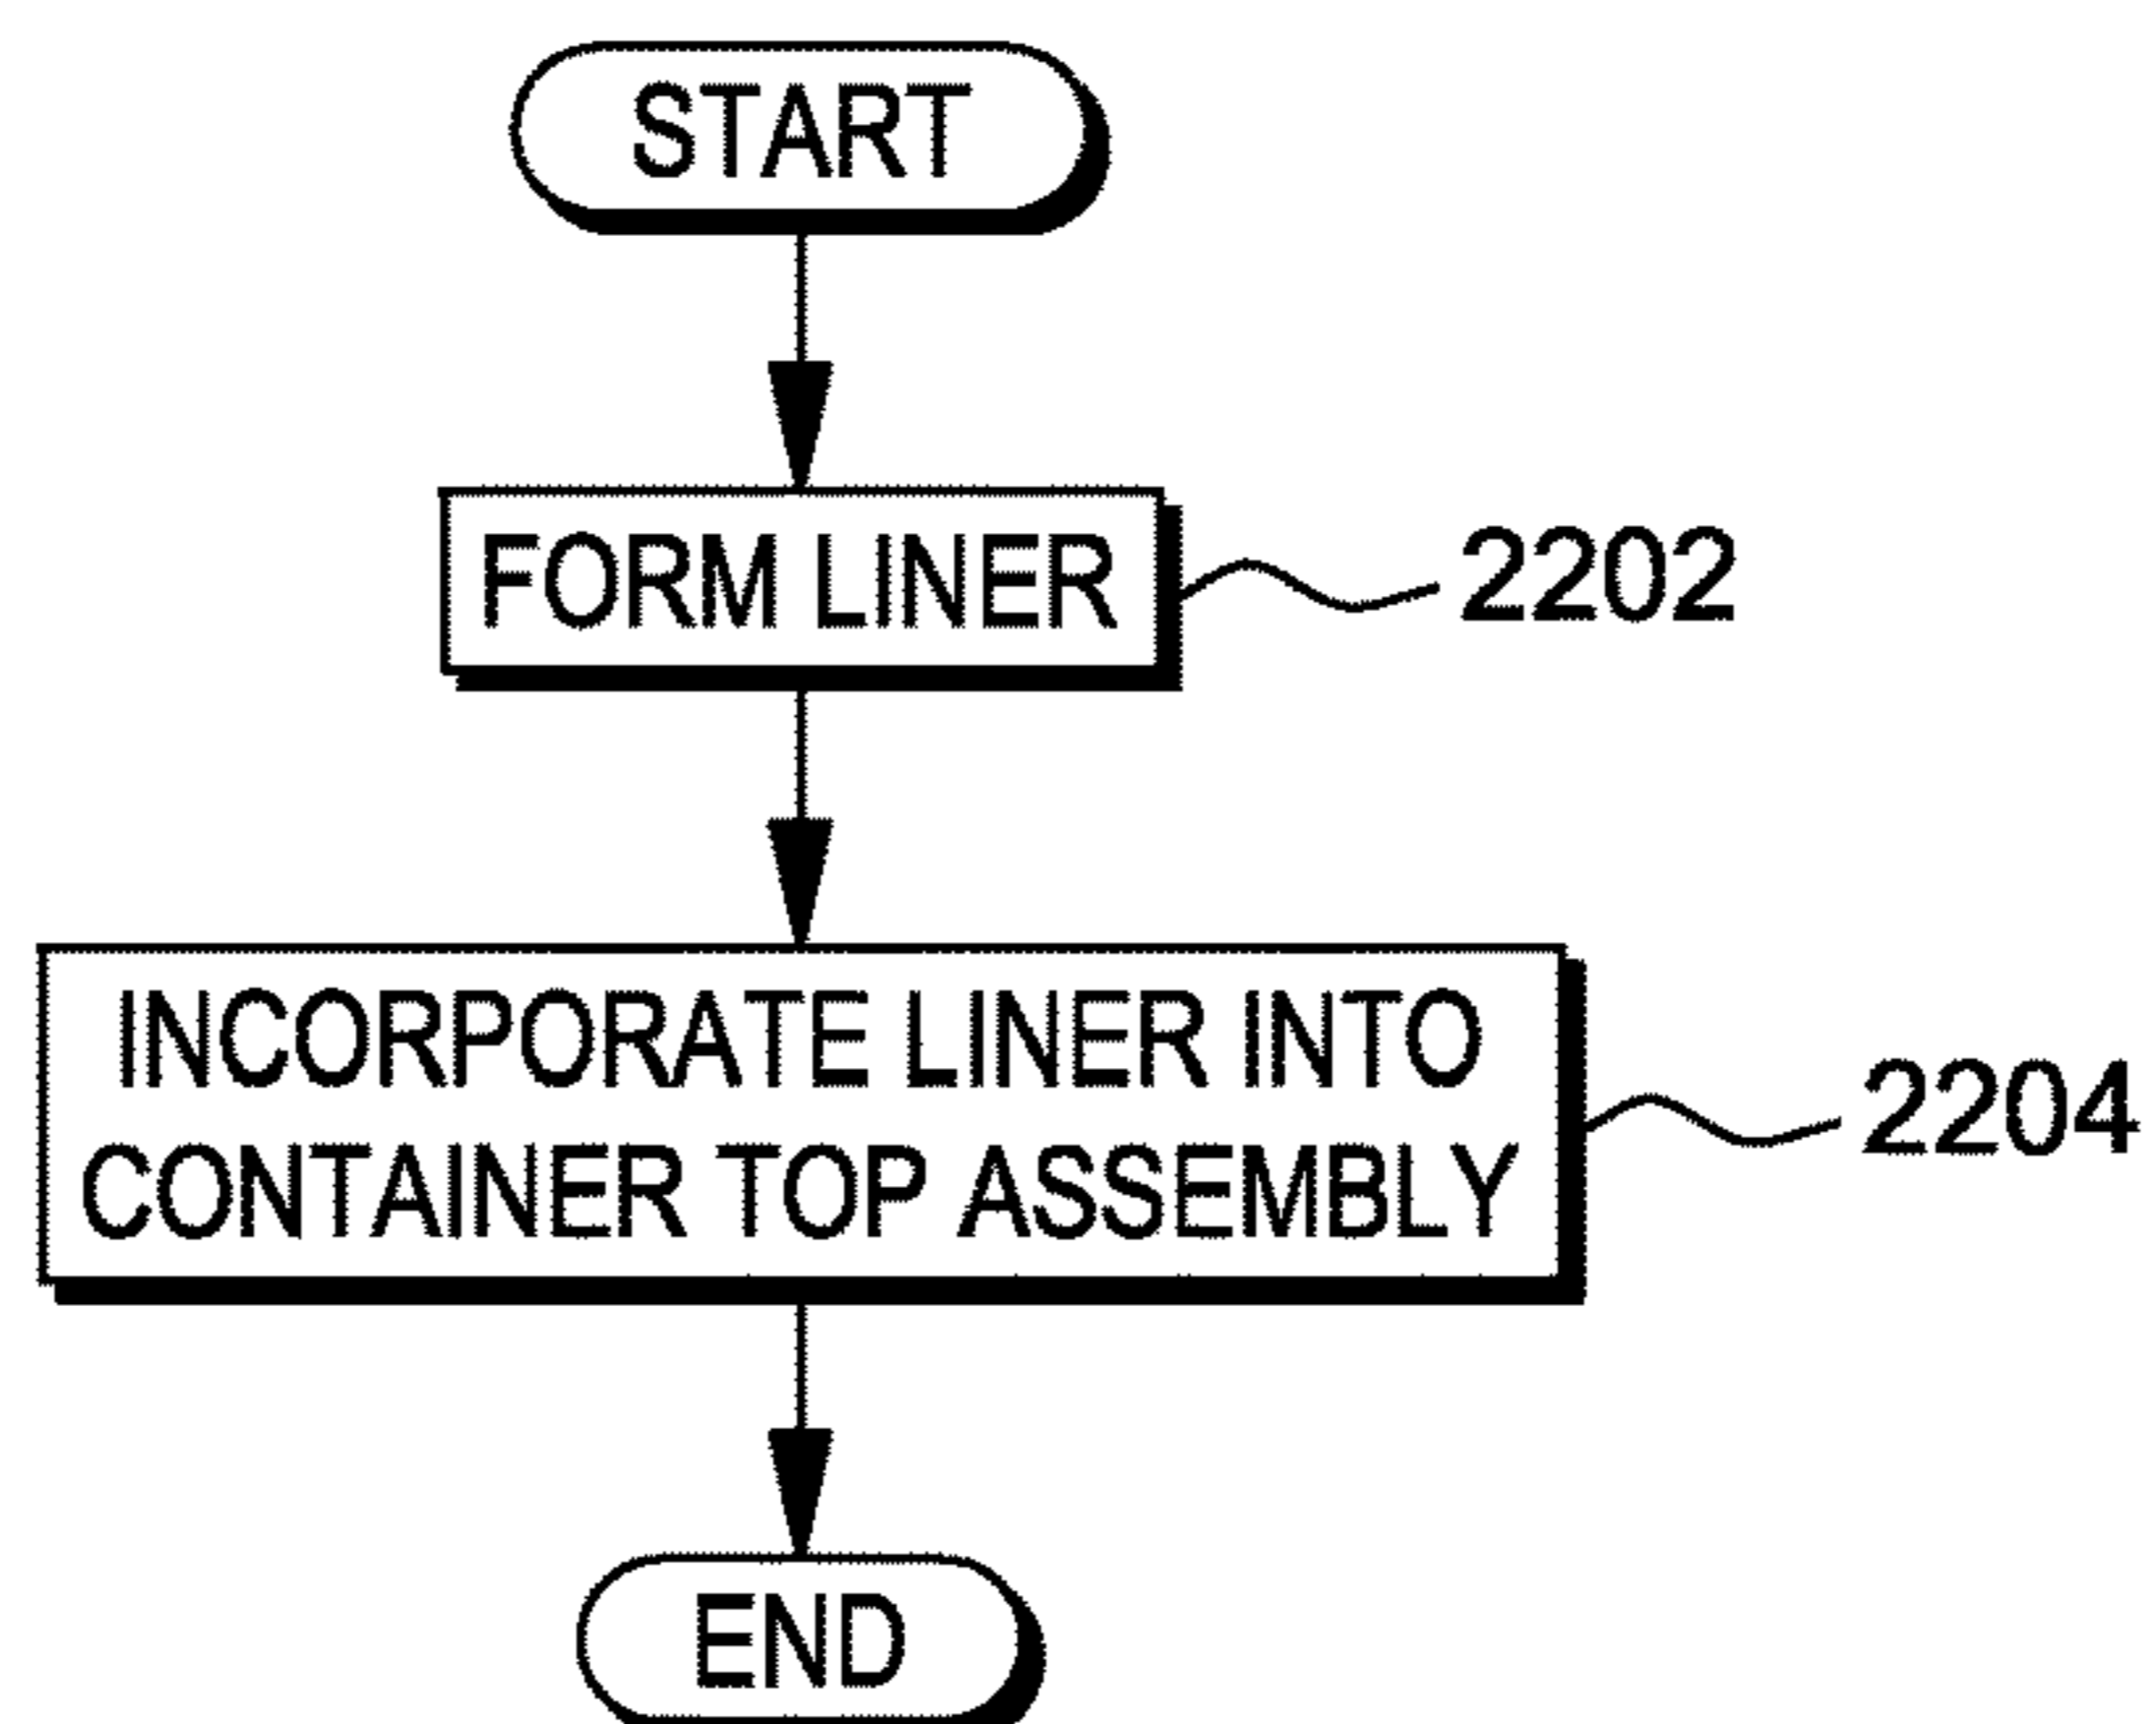 START
FORM LINER
2202
INCORPORATE LINER INTO
CONTAINER TOP ASSEMBLY
2204
END